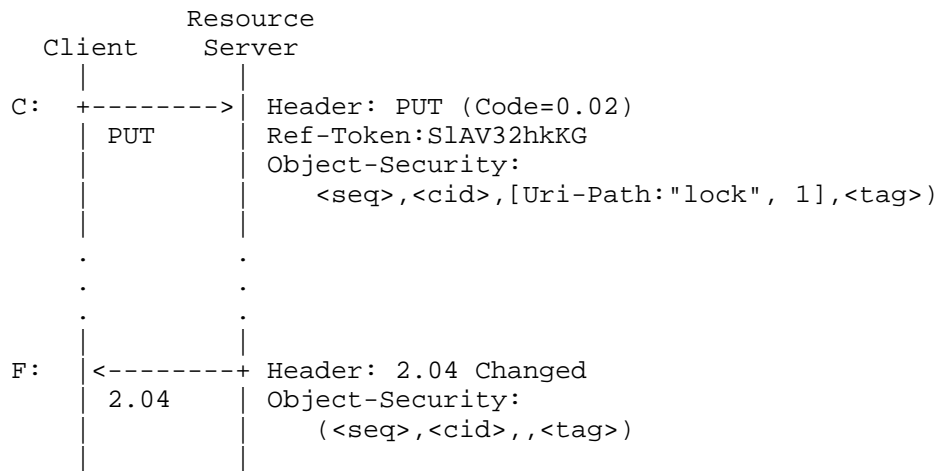 Resource
Client Server
| |
C: +-------->| Header: PUT (Code=0.02)
| PUT | Ref-Token:SlAV32hkKG
| | Object-Security:
| | <seq>,<cid>,[Uri-Path:"lock", 1],<tag>)
| |
. .
. .
. .
| |
F: |<--------+ Header: 2.04 Changed
| 2.04 | Object-Security:
| | (<seq>,<cid>,,<tag>)
| |